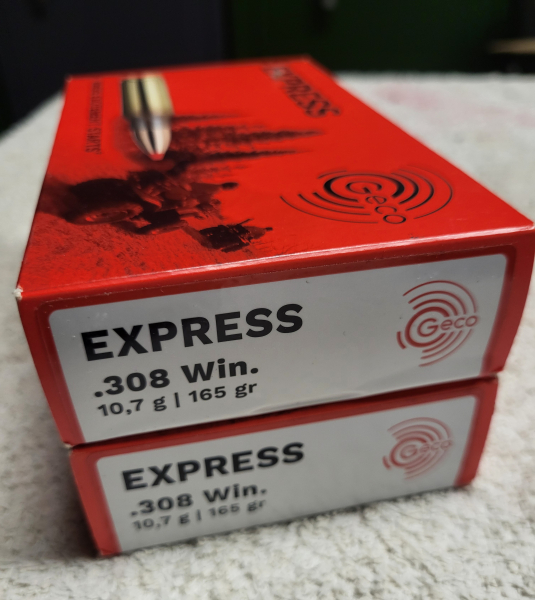 EXPRESS
Geco
EXPRESS
.308 Win.
10,7 g | 165 gr
Geco
EXPRESS
.308 Win.
10,7 g | 165 gr
Geco